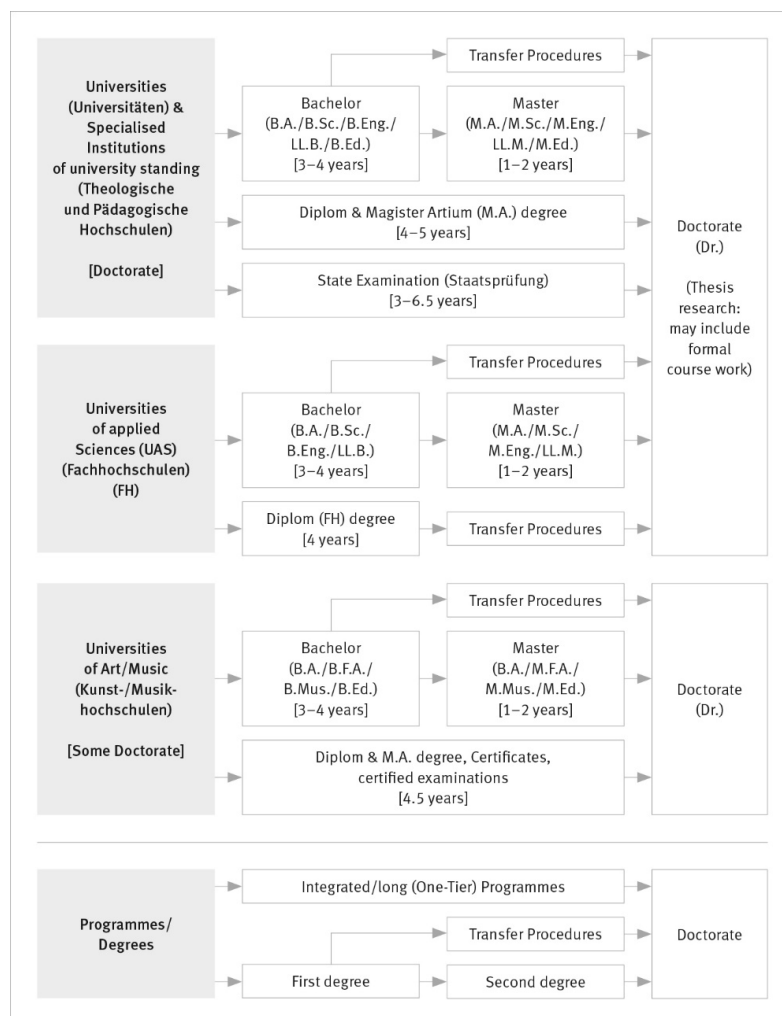 Universities
(Universitäten) &
Specialised
Institutions
of university standing
(Theologische
und Pädagogische
Hochschulen)
[Doctorate]
Transfer Procedures
Bachelor
(B.A./B.Sc./B.Eng./
LL.B./B.Ed.)
[3–4 years]
Master
(M.A./M.Sc./M.Eng./
LL.M./M.Ed.)
[1–2 years]
Diplom & Magister Artium (M.A.) degree
[4–5 years]
State Examination (Staatsprüfung)
[3–6.5 years]
Doctorate
(Dr.)
(Thesis
research:
may include
formal
course work)
Universities
of applied
Sciences (UAS)
(Fachhochschulen)
(FH)
Transfer Procedures
Bachelor
(B.A./B.Sc./
B.Eng./LL.B.)
[3–4 years]
Master
(M.A./M.Sc./
M.Eng./LL.M.)
[1–2 years]
Diplom (FH) degree
[4 years]
Transfer Procedures
Universities
of Art/Music
(Kunst-/Musik-
hochschulen)
[Some Doctorate]
Transfer Procedures
Bachelor
(B.A./B.F.A./
B.Mus./B.Ed.)
[3–4 years]
Master
(B.A./M.F.A./
M.Mus./M.Ed.)
[1–2 years]
Diplom & M.A. degree, Certificates,
certified examinations
[4.5 years]
Doctorate
(Dr.)
Programmes/
Degrees
Integrated/long (One-Tier) Programmes
Transfer Procedures
First degree
Second degree
Doctorate